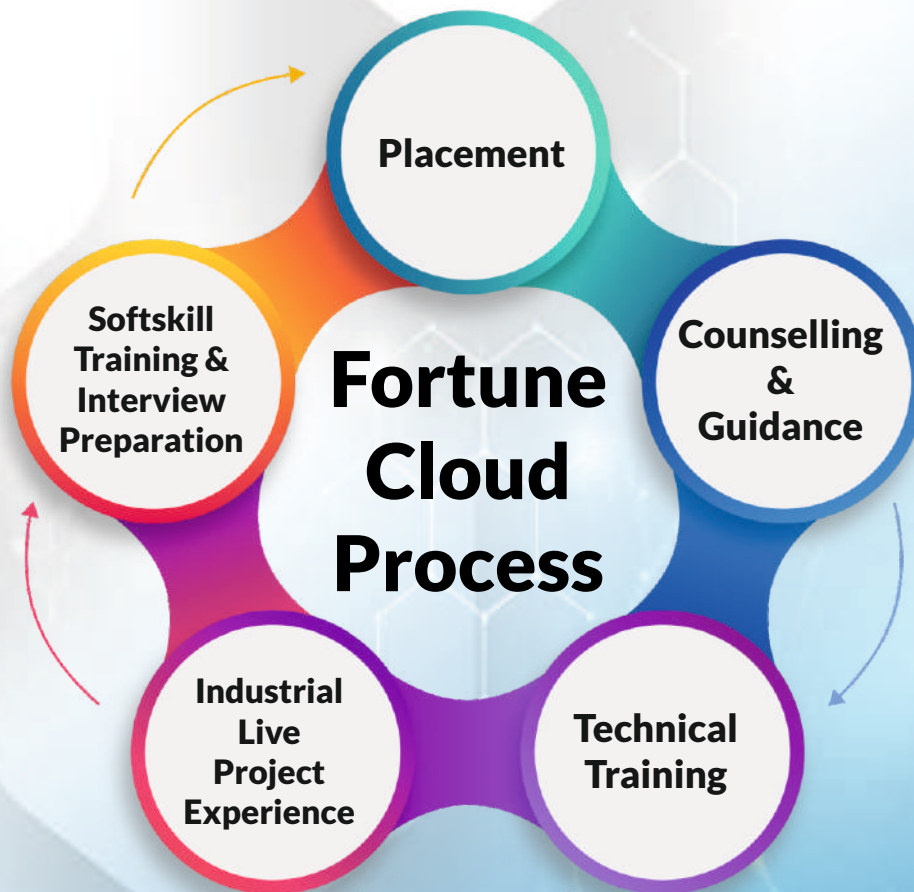 Placement
Softskill
Training &
Interview
Preparation
Counselling
&
Guidance
Fortune
Cloud
Process
Industrial
Live
Project
Experience
Technical
Training